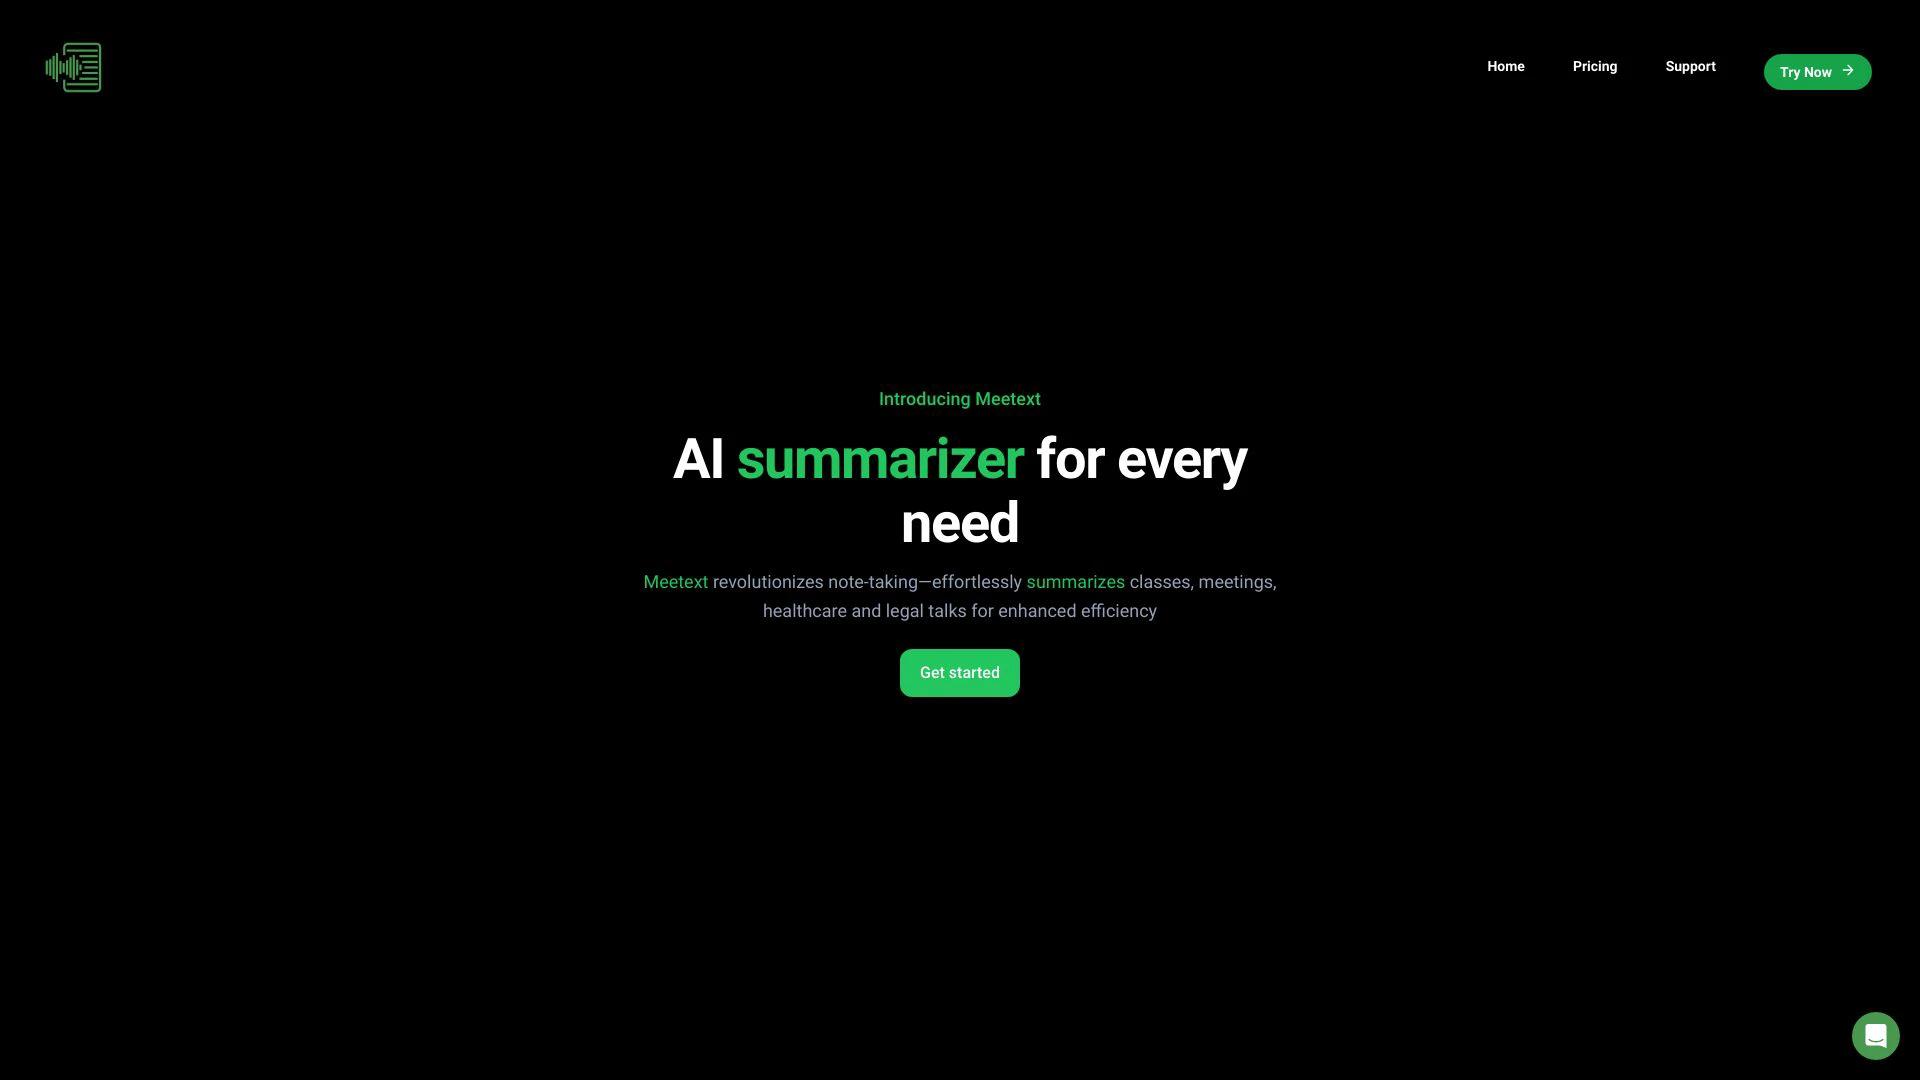 Home
Pricing
Support
Try Now
Introducing Meetext
AI summarizer for every
need
Meetext revolutionizes note-taking—effortlessly summarizes classes, meetings,
healthcare and legal talks for enhanced efficiency
Get started